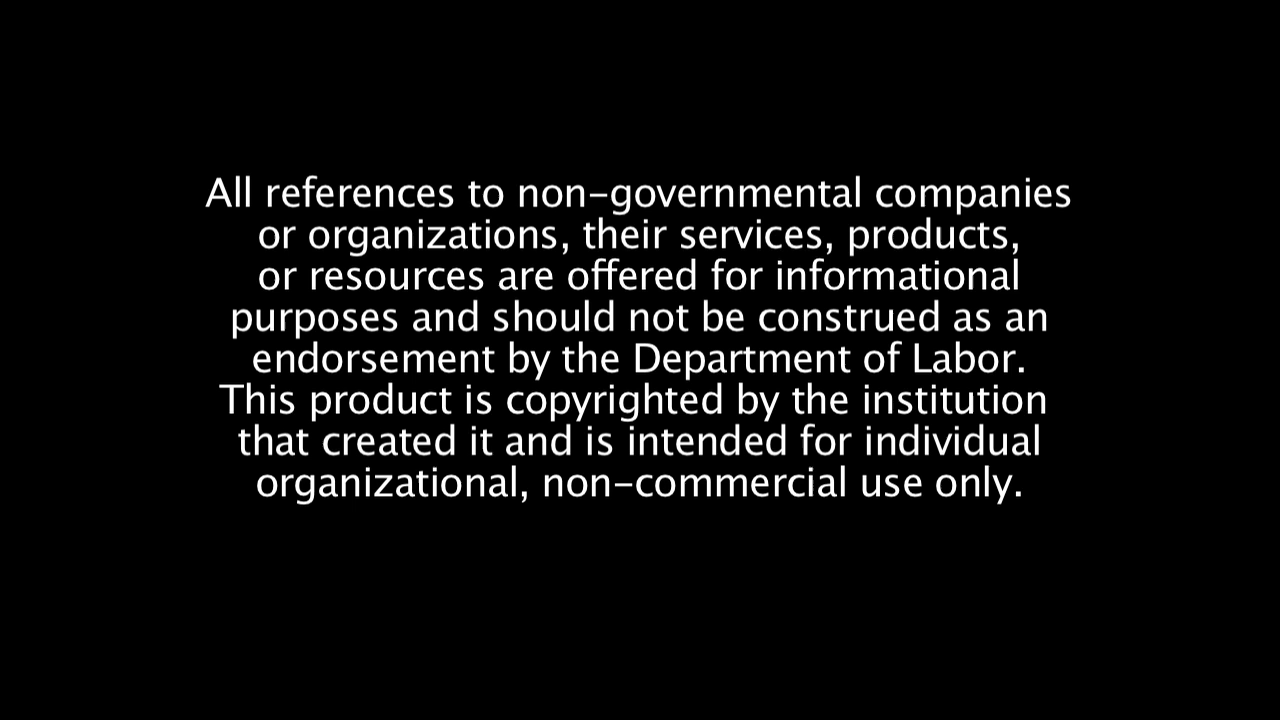 All references to non-governmental companies
or organizations, their services, products,
or resources are offered for informational
purposes and should not be construed as an
endorsement by the Department of Labor.
This product is copyrighted by the institution
that created it and is intended for individual
organizational, non-commercial use only.